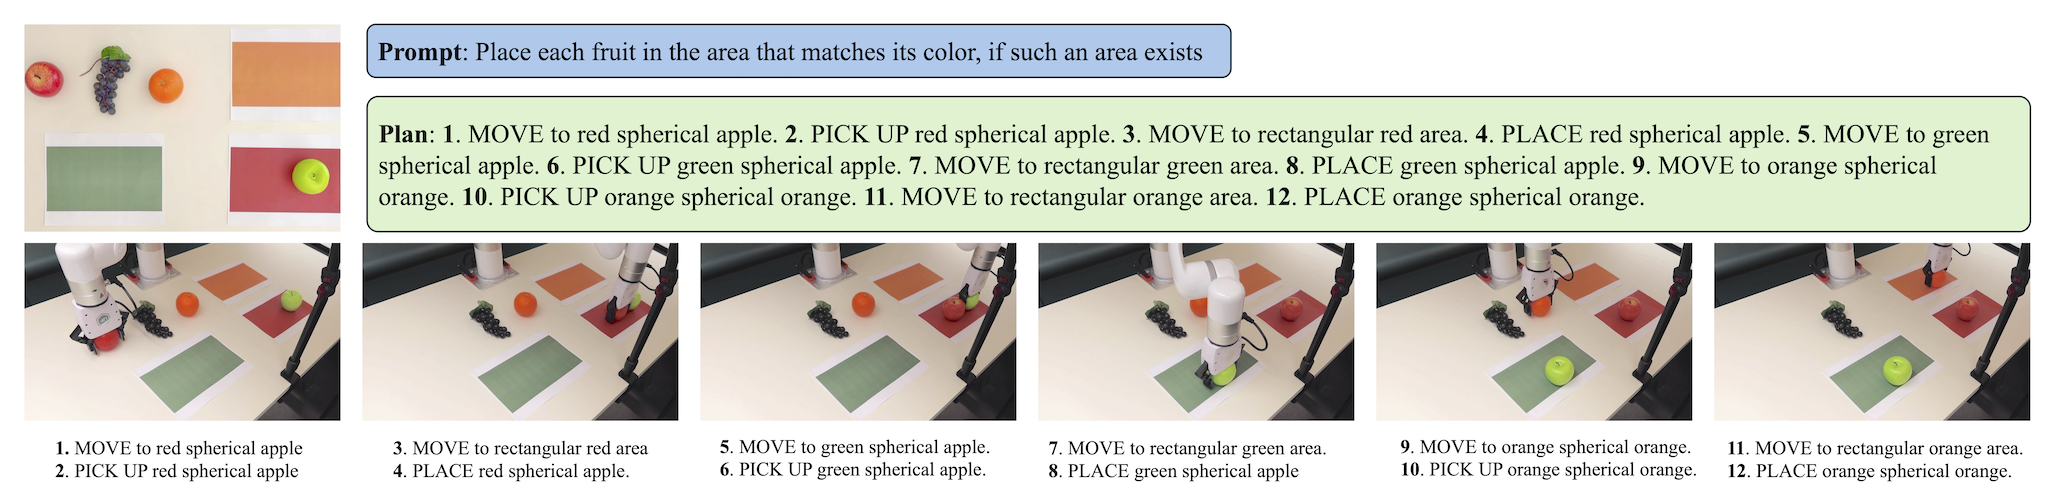 Prompt: Place each fruit in the area that matches its color, if such an area exists
Plan: 1. MOVE to red spherical apple. 2. PICK UP red spherical apple. 3. MOVE to rectangular red area. 4. PLACE red spherical apple. 5. MOVE to green
spherical apple. 6. PICK UP green spherical apple. 7. MOVE to rectangular green area. 8. PLACE green spherical apple. 9. MOVE to orange spherical
orange. 10. PICK UP orange spherical orange. 11. MOVE to rectangular orange area. 12. PLACE orange spherical orange.
1. MOVE to red spherical apple
2. PICK UP red spherical apple
3. MOVE to rectangular red area
4. PLACE red spherical apple.
5. MOVE to green spherical apple.
6. PICK UP green spherical apple.
7. MOVE to rectangular green area.
8. PLACE green spherical apple
9. MOVE to orange spherical orange.
10. PICK UP orange spherical orange.
11. MOVE to rectangular orange area.
12. PLACE orange spherical orange.